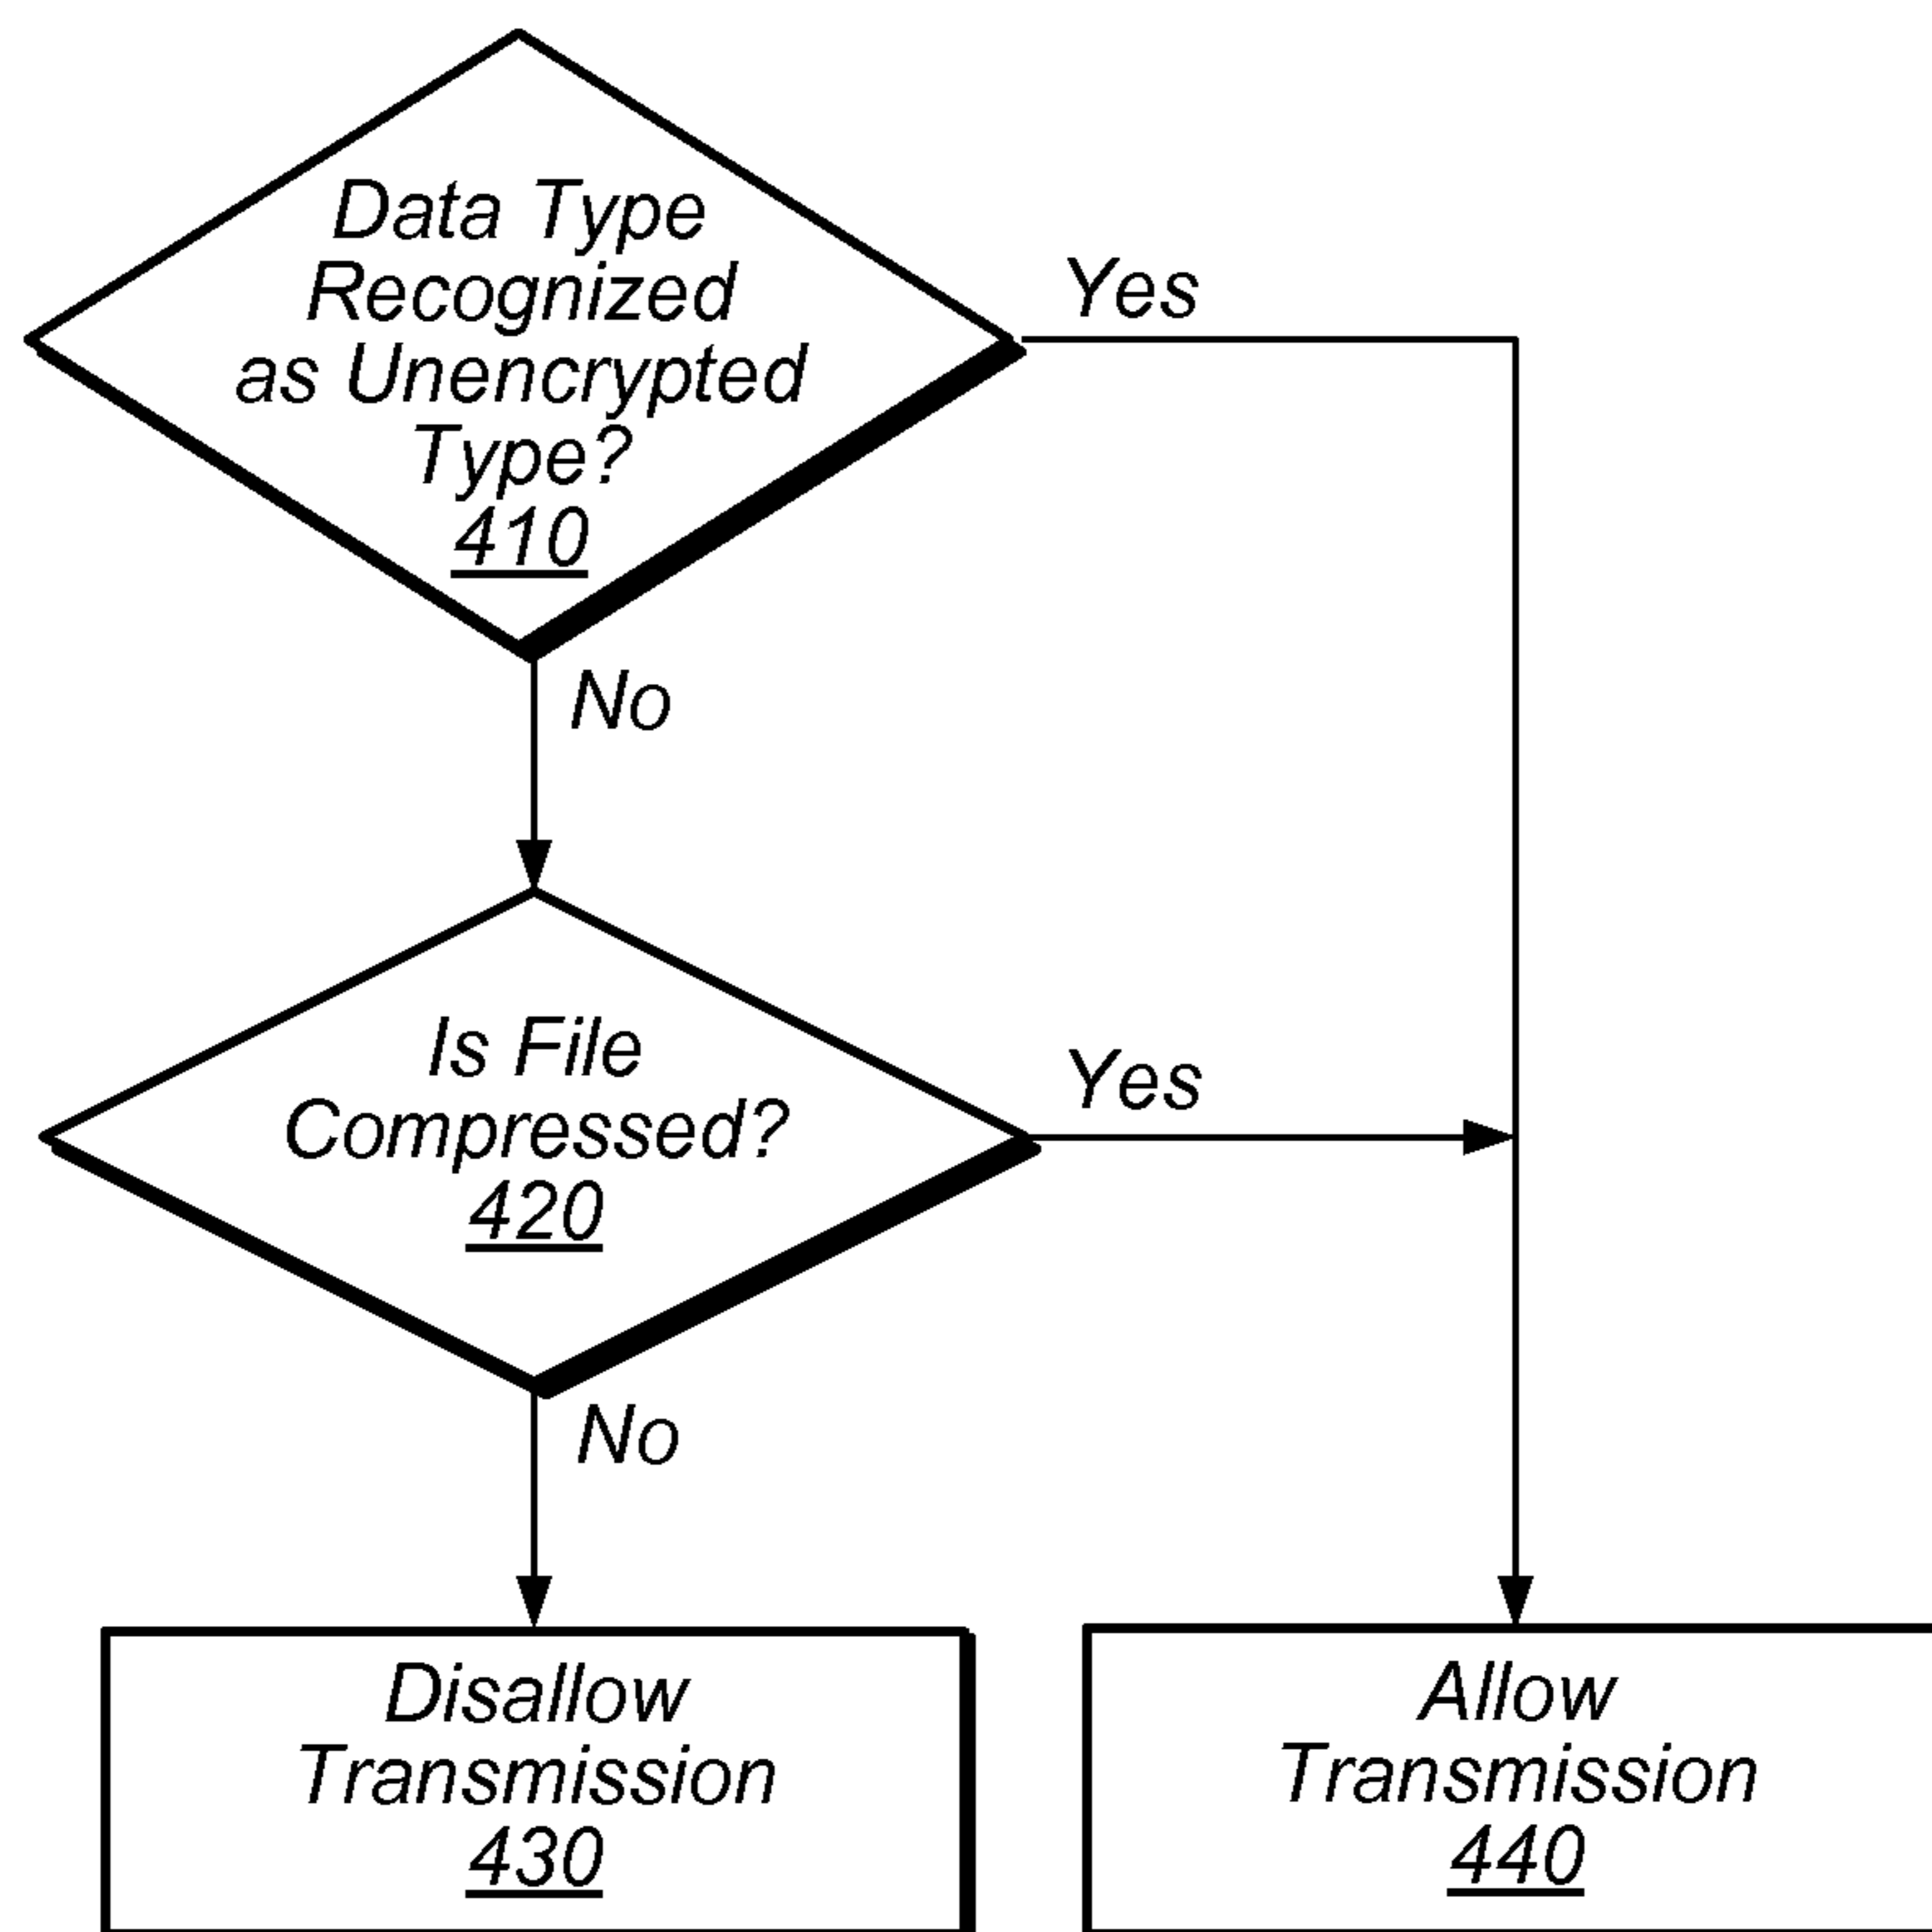 Data Type
Recognized
as Unencrypted
Type?
410
Yes
No
Is File
Compressed?
420
Yes
No
Disallow
Transmission
430
Allow
Transmission
440